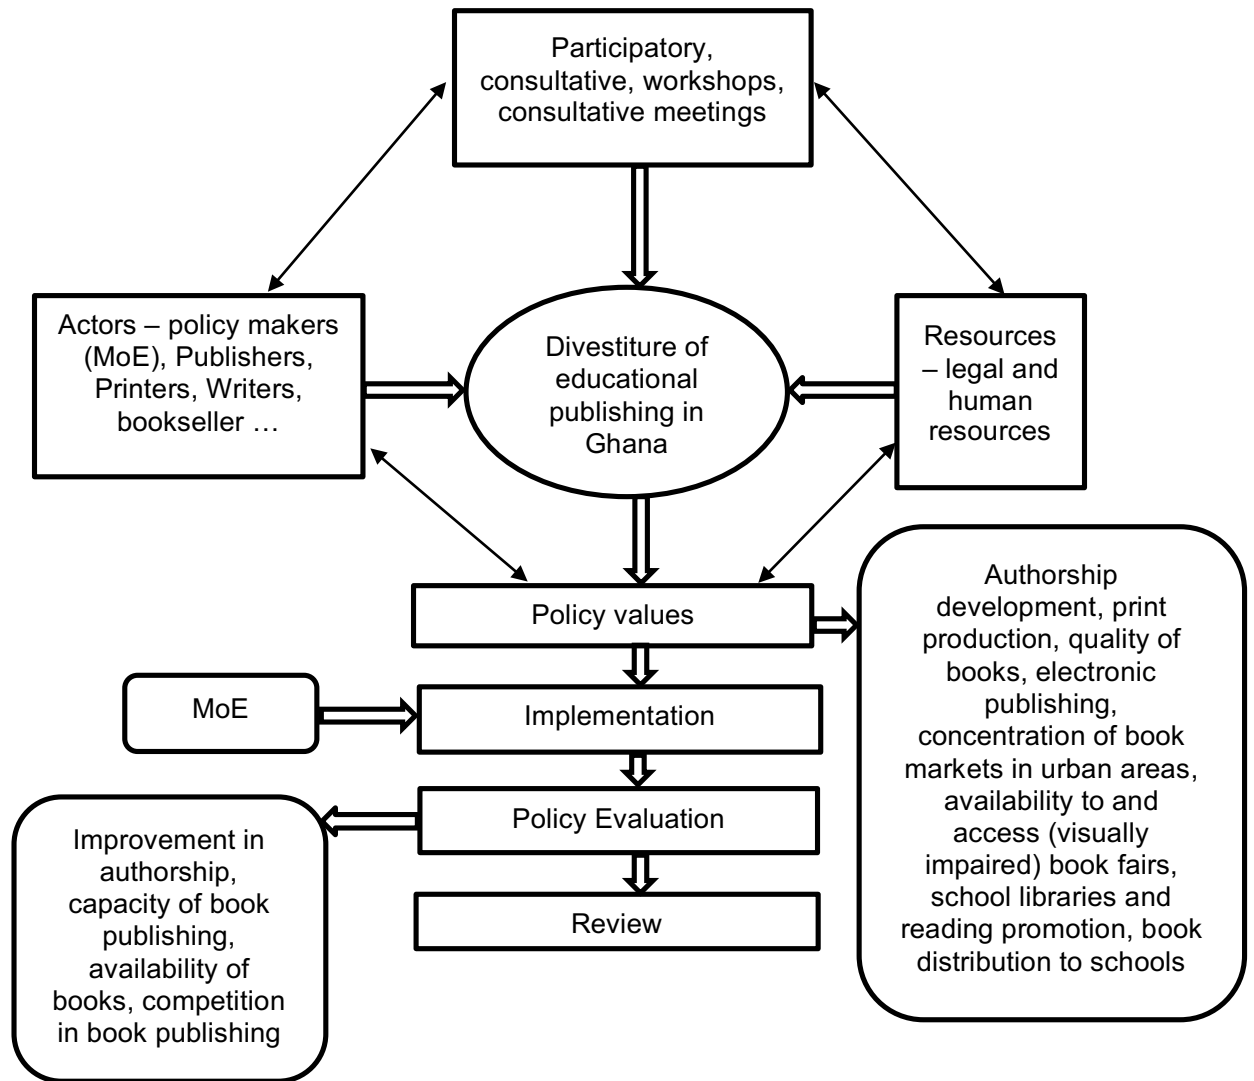 Participatory,
consultative, workshops,
consultative meetings
Actors – policy makers
(MoE), Publishers,
Printers, Writers,
bookseller …
Divestiture of
educational
publishing in
Ghana
Resources
– legal and
human
resources
Policy values
Authorship
development, print
production, quality of
books, electronic
publishing,
concentration of book
markets in urban areas,
availability to and
access (visually
impaired) book fairs,
school libraries and
reading promotion, book
distribution to schools
MoE
Implementation
Policy Evaluation
Improvement in
authorship,
capacity of book
publishing,
availability of
books, competition
in book publishing
Review